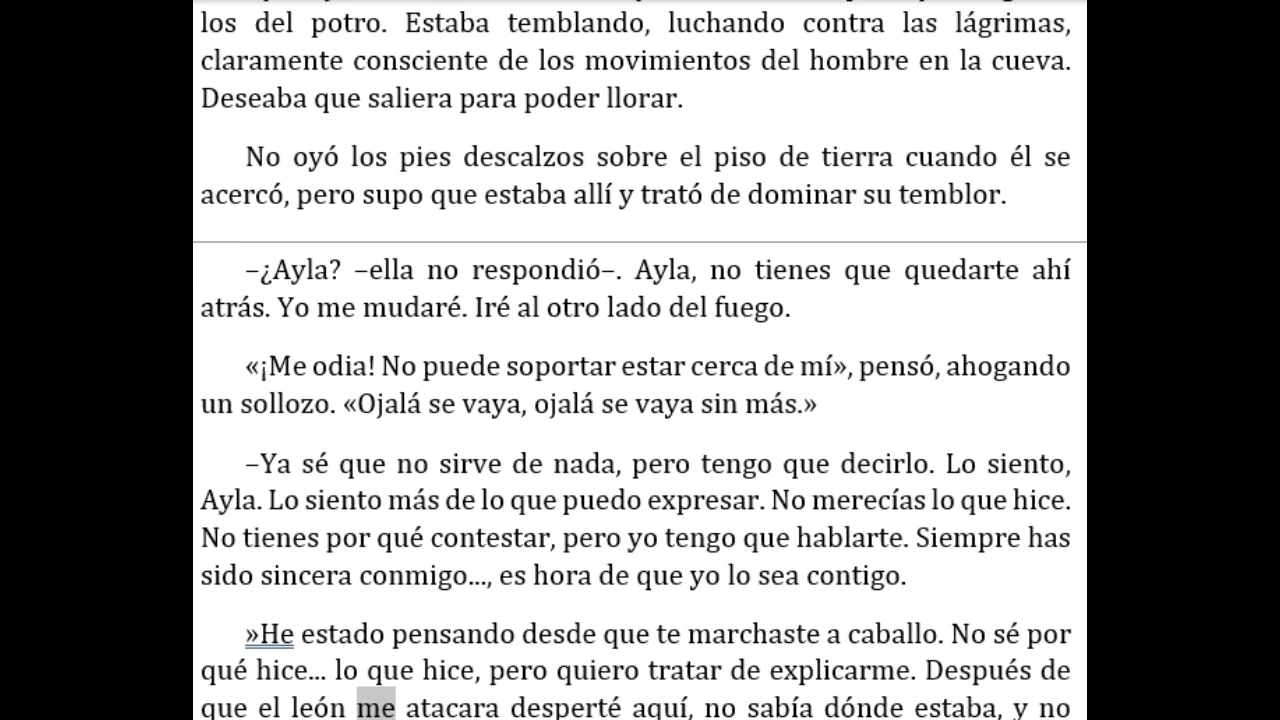 los del potro. Estaba temblando, luchando contra las lágrimas,
claramente consciente de los movimientos del hombre en la cueva.
Deseaba que saliera para poder llorar.
No oyó los pies descalzos sobre el piso de tierra cuando él se
acercó, pero supo que estaba allí y trató de dominar su temblor.
–¿Ayla? –ella no respondió–. Ayla, no tienes que quedarte ahí
atrás. Yo me mudaré. Iré al otro lado del fuego.
«¡Me odia! No puede soportar estar cerca de mí», pensó, ahogando
un sollozo. «Ojalá se vaya, ojalá se vaya sin más.»
–Ya sé que no sirve de nada, pero tengo que decirlo. Lo siento,
Ayla. Lo siento más de lo que puedo expresar. No merecías lo que hice.
No tienes por qué contestar, pero yo tengo que hablarte. Siempre has
sido sincera conmigo..., es hora de que yo lo sea contigo.
»He estado pensando desde que te marchaste a caballo. No sé por
qué hice... lo que hice, pero quiero tratar de explicarme. Después de
que el león me atacara desperté aquí, no sabía dónde estaba, y no